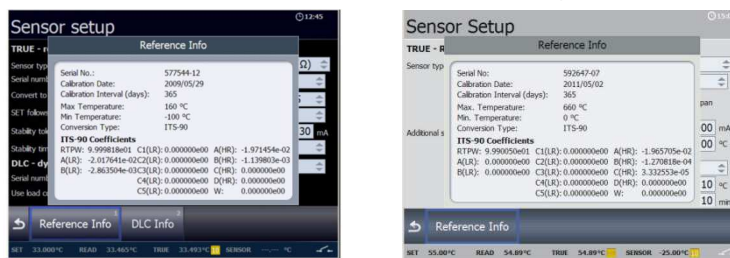 Sensor setup
12:45
TRUE - r
Reference Info
Sensor typ
Ω)
Serial No.: 577544-12
Serial numb
Calibration Date: 2009/05/29
Calibration Interval (days): 365
Convert to
Max Temperature: 160 ºC
SET follows
Min Temperature: -100 ºC
Conversion Type: ITS-90
Stability tol
30 mA
ITS-90 Coefficients
Stability tim
RTPW: 9.999818e01 C1(LR): 0.000000e00 A(HR): -1.971454e-02
A(LR): -2.017641e-02 C2(LR): 0.000000e00 B(HR): -1.139803e-03
DLC - dy
B(LR): -2.863504e-03 C3(LR): 0.000000e00 C(HR): 0.000000e00
Serial numb
C4(LR): 0.000000e00 D(HR): 0.000000e00
Use load c
C5(LR): 0.000000e00 W: 0.000000e00
1
2
Reference Info DLC Info
SET 33.000°C READ 33.465°C TRUE 33.493°C SENSOR --.-- °C
Sensor Setup
TRUE - R
Reference Info
Sensor typ
Serial No: 592647-07
Calibration Date: 2011/05/02
Calibration Interval (days): 365
pan
Max. Temperature: 660 ºC
Min. Temperature: 0 ºC
Additional s
00 mA
Conversion Type: ITS-90
ITS-90 Coefficients
00 ºC
RTPW: 9.990050e01 C1(LR): 0.000000e00 A(HR): -1.965705e-02
A(LR): 0.000000e00 C2(LR): 0.000000e00 B(HR): -1.270818e-04
B(LR): 0.000000e00 C3(LR): 0.000000e00 C(HR): 3.332553e-05
C4(LR): 0.000000e00 D(HR): 0.000000e00
10 ºC
C5(LR): 0.000000e00 W: 0.000000e00
10 min
Reference Info
SET 55.00°C READ 54.89°C TRUE 54.89°C SENSOR -25.00°C